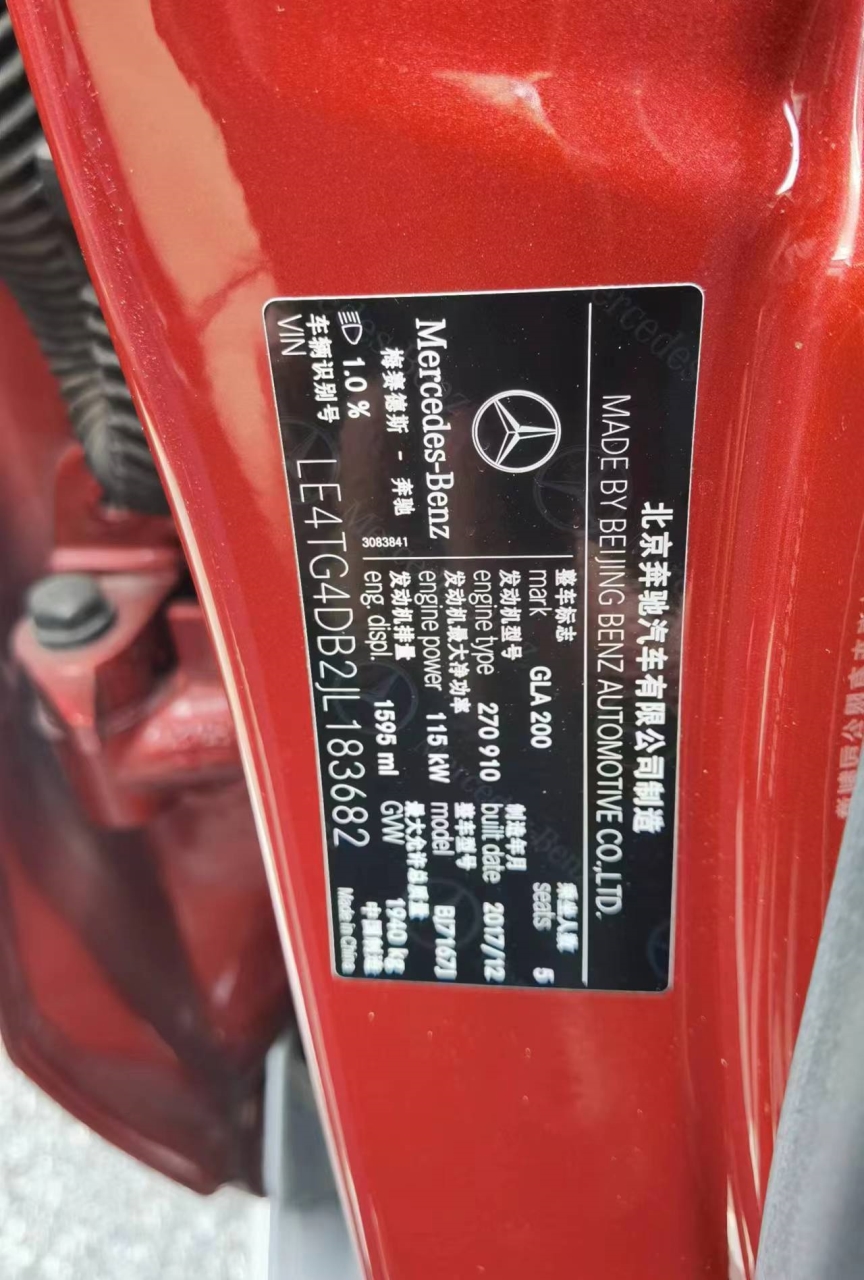 北京奔驰汽车有限公司制造
MADE BY BEIJING BENZ AUTOMOTIVE CO.,LTD.
整车标志 乘坐人数
mark GLA 200 seats 5
发动机型号 制造年月
engine type 270 910 built date 2017/12
发动机最大净功率 整车型号
engine power 115 kW model
发动机排量 最大允许总质量
eng. displ. 1595 ml GVW 1940 kg
Mercedes-Benz
梅赛德斯 - 奔驰
3083841
1.0 %
车辆识别号
VIN LE4TG4DB2JL183682
中国制造
Made in China